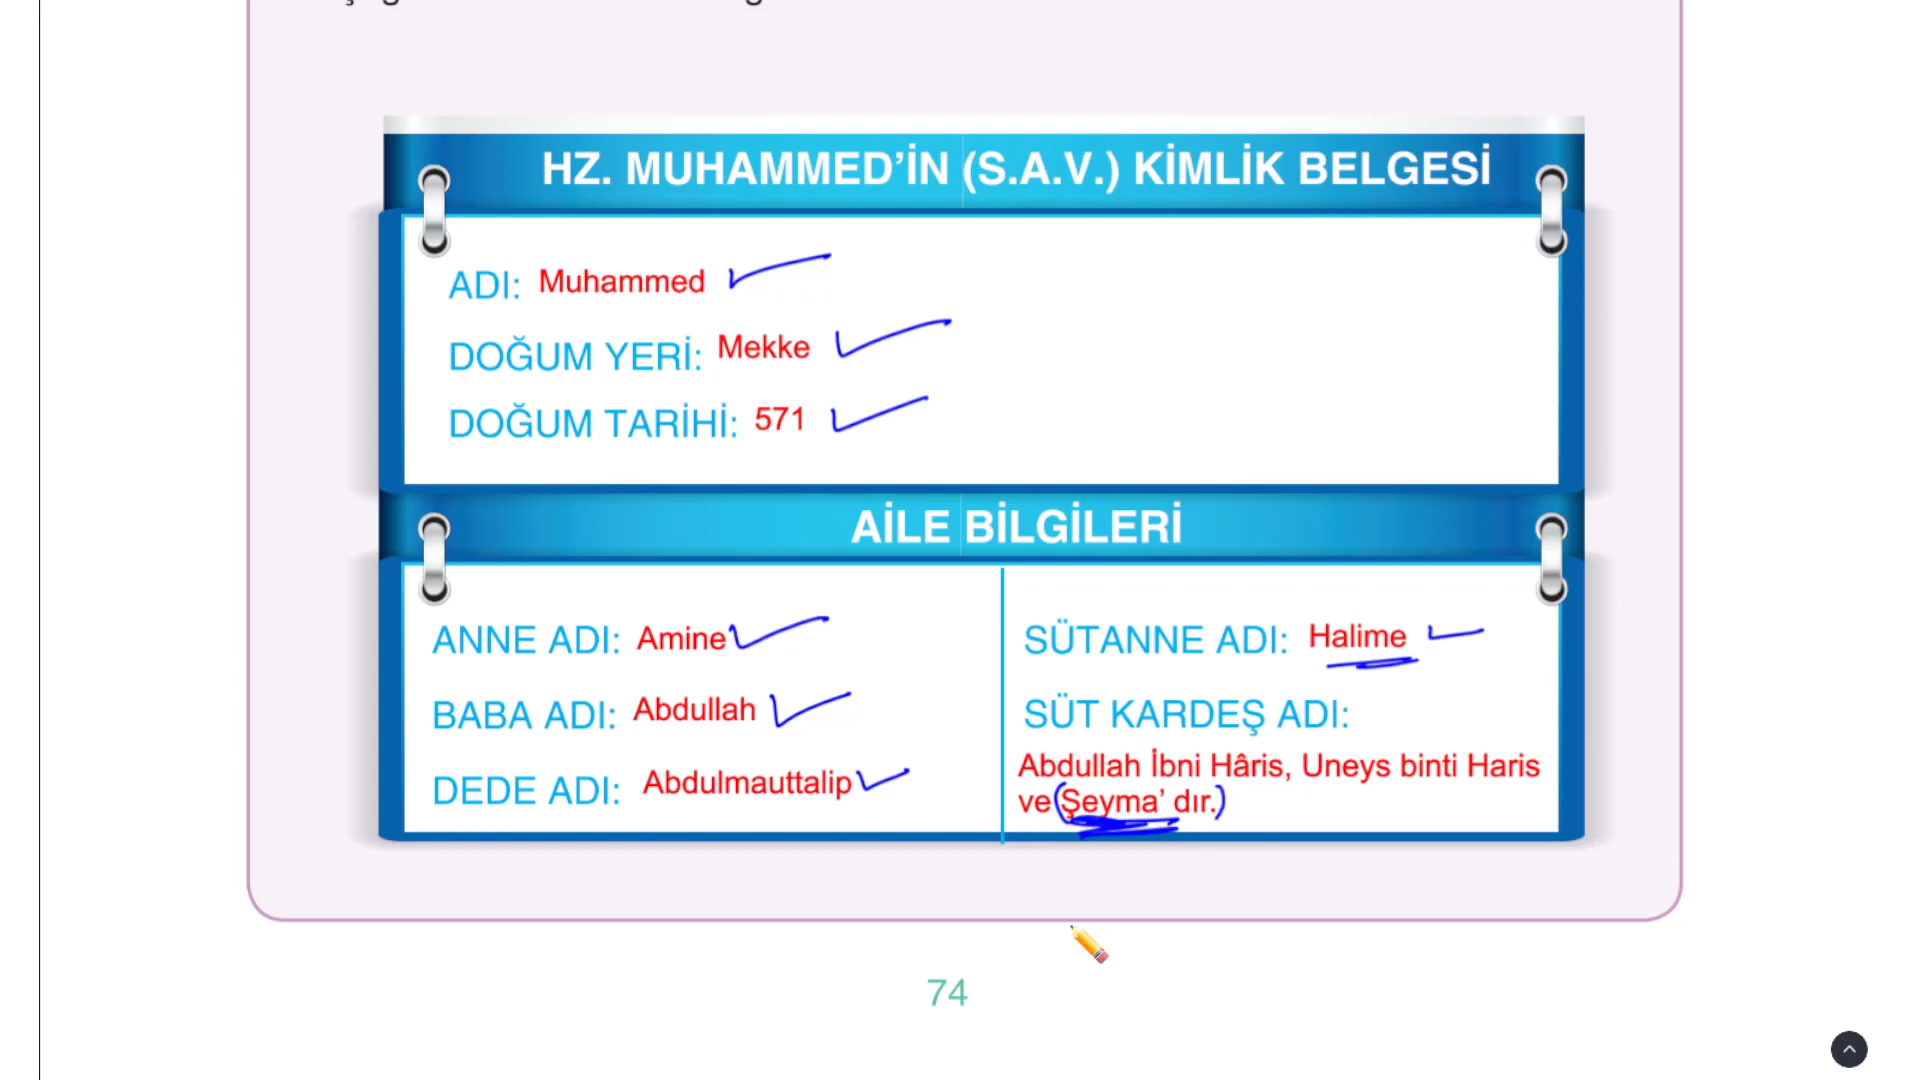 HZ. MUHAMMED'İN (S.A.V.) KİMLİK BELGESİ
ADI: Muhammed
DOĞUM YERİ: Mekke
DOĞUM TARİHİ: 571
AİLE BİLGİLERİ
ANNE ADI: Amine
BABA ADI: Abdullah
DEDE ADI: Abdulmauttalip
SÜTANNE ADI: Halime
SÜT KARDEŞ ADI:
Abdullah İbni Hâris, Uneys binti Haris
ve (Şeyma' dır.)
74